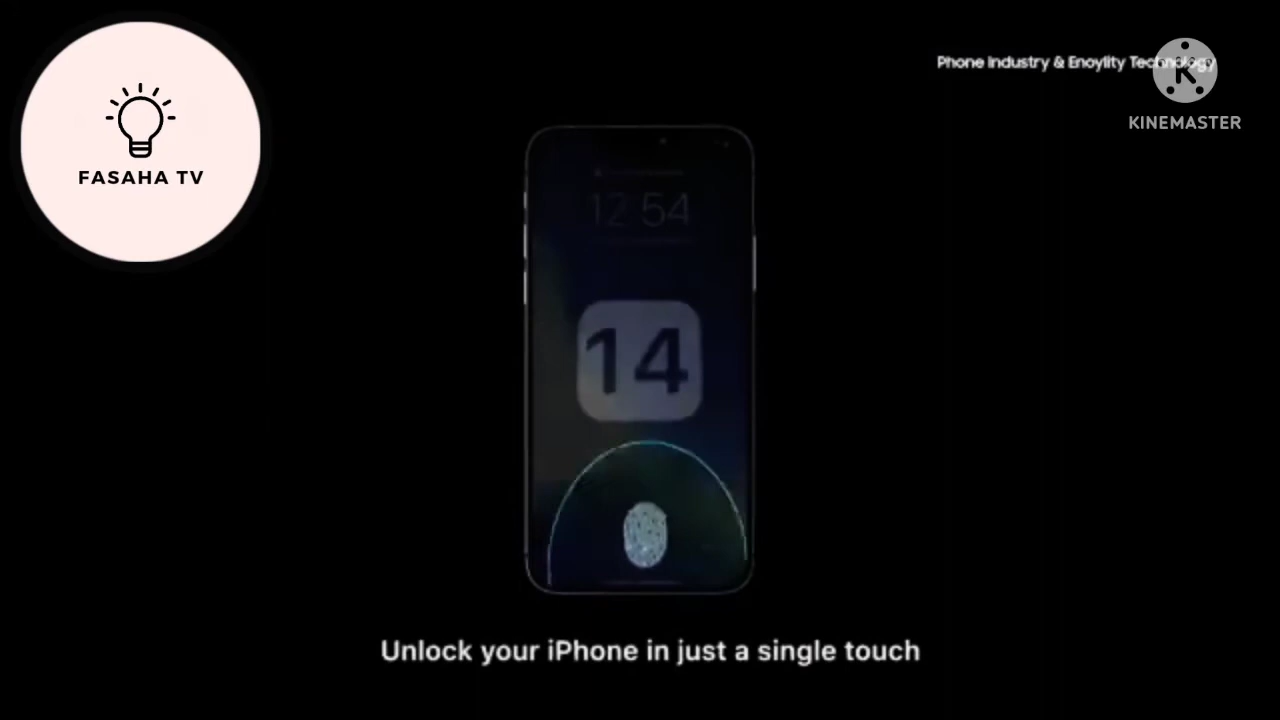 FASAHA TV
Phone Industry & Enoylity Technology
KINEMASTER
12 54
14
Unlock your iPhone in just a single touch